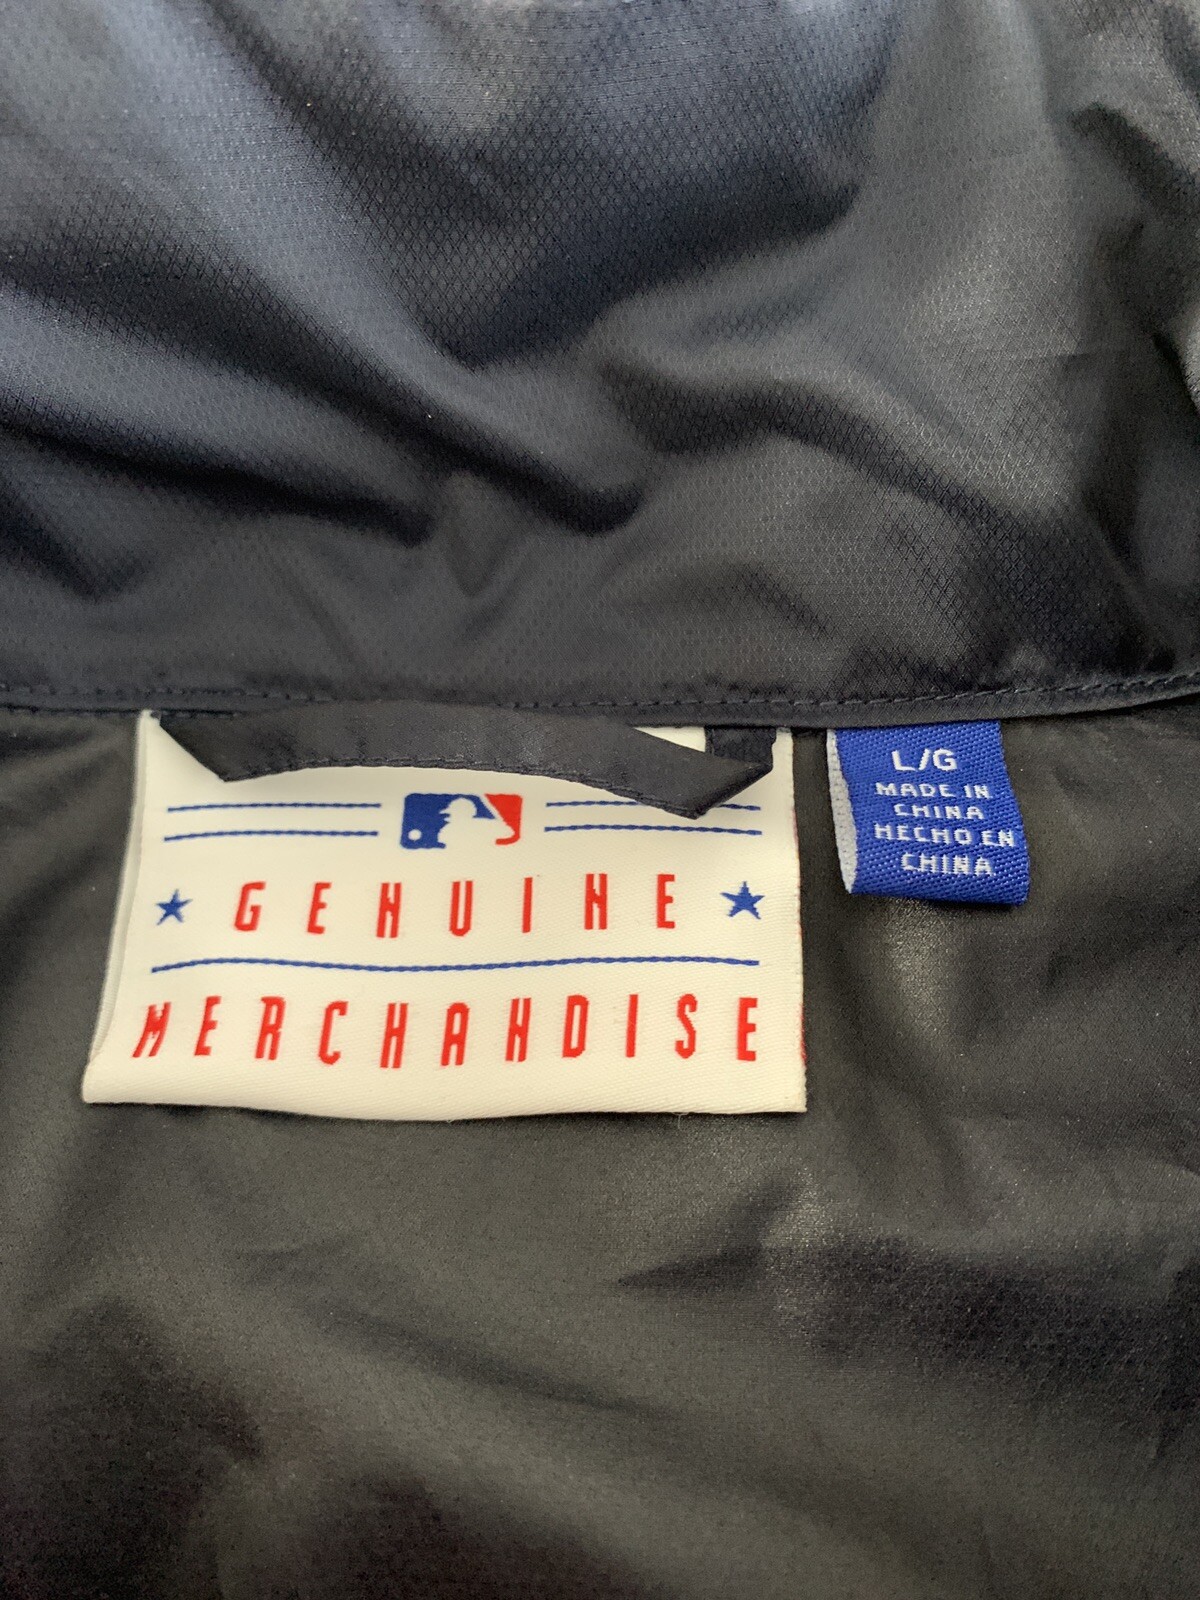 GENUINE
MERCHANDISE
L/G
MADE IN
CHINA
HECHO EN
CHINA